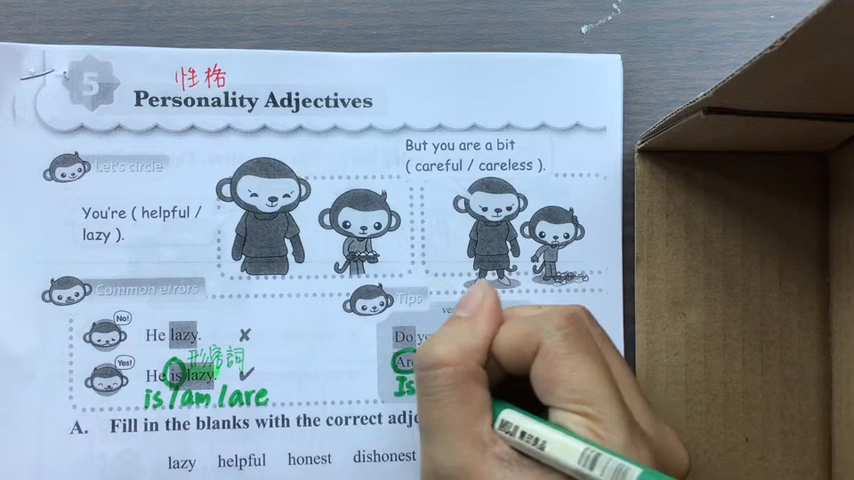 5
性格
Personality Adjectives
Let's circle
You're ( helpful /
lazy ).
But you are a bit
( careful / careless ).
Common errors
No!
He lazy.
形容詞
Yes!
He is lazy.
is / am / are
Tips
Do
Is
A. Fill in the blanks with the correct
lazy helpful honest dishonest